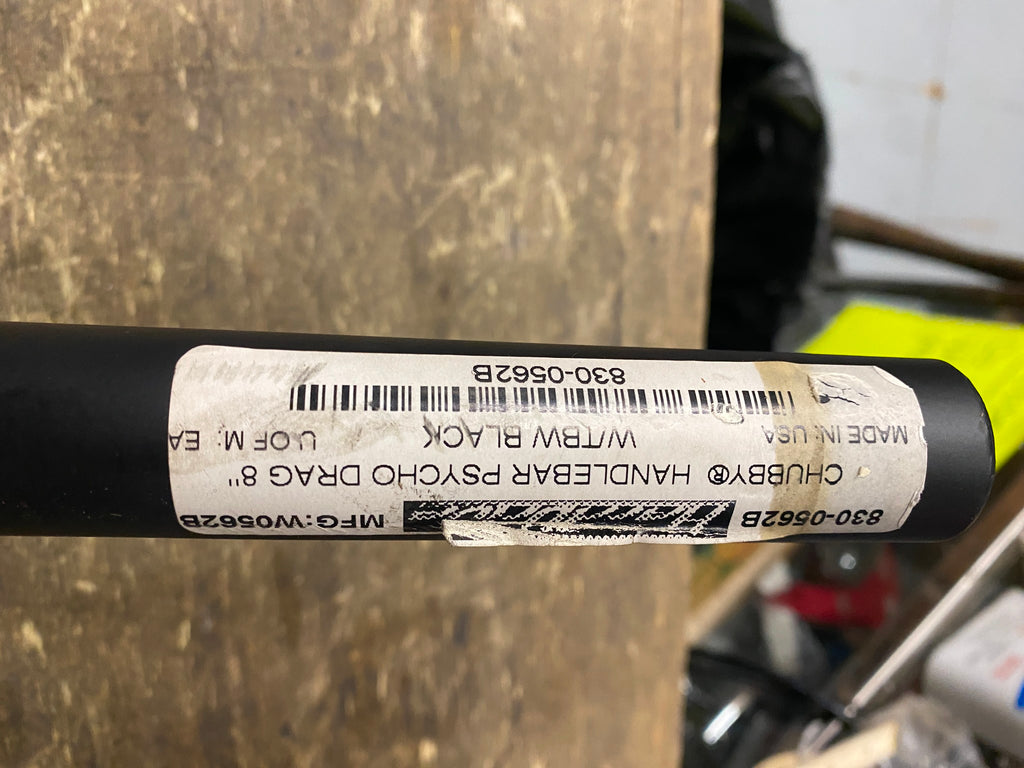 830-0562B MFG:W0562B
CHUBBY® HANDLEBAR PSYCHO DRAG 8"
W/TBW BLACK
MADE IN: USA U OF M: EA
830-0562B